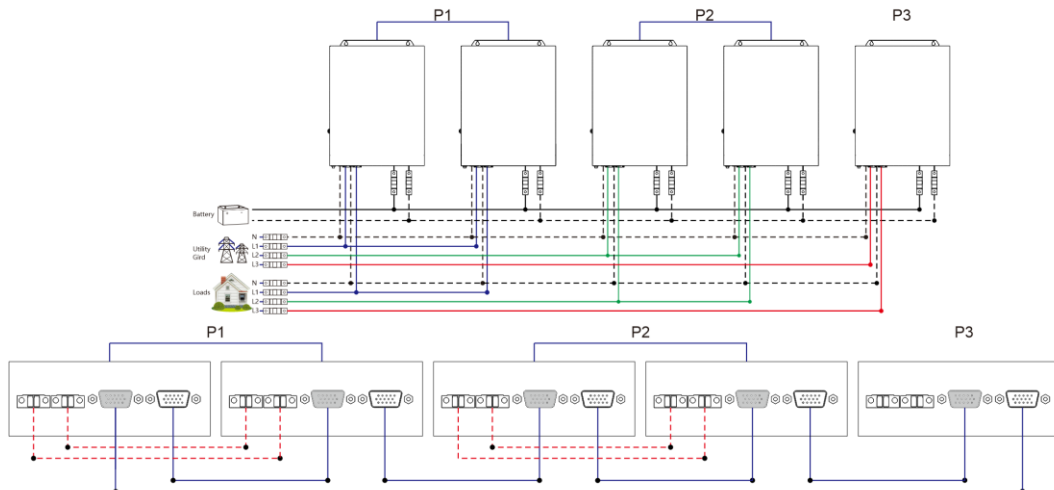 P1
P2
P3
Battery
Utility
Gird
N
L1
L2
L3
Loads
N
L1
L2
L3
P1
P2
P3